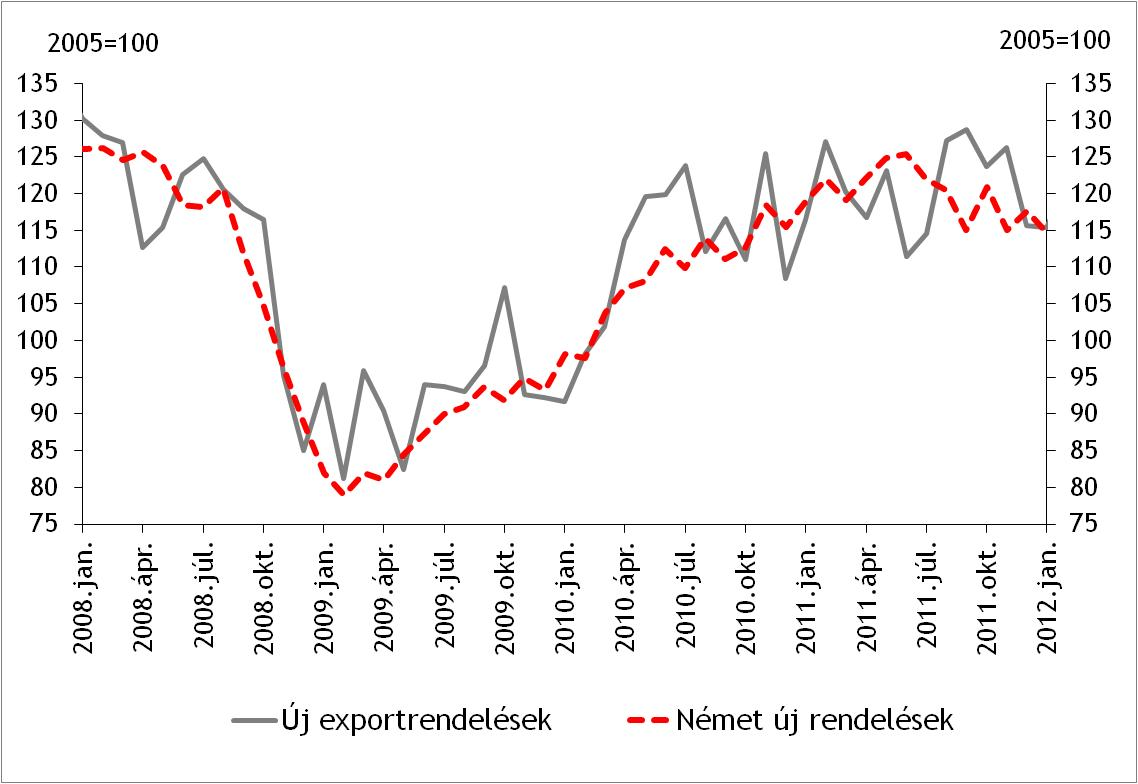 2005=100
2005=100
135
130
125
120
115
110
105
100
95
90
85
80
75
135
130
125
120
115
110
105
100
95
90
85
80
75
2008.jan.
2008.ápr.
2008.júl.
2008.okt.
2009.jan.
2009.ápr.
2009.júl.
2009.okt.
2010.jan.
2010.ápr.
2010.júl.
2010.okt.
2011.jan.
2011.ápr.
2011.júl.
2011.okt.
2012.jan.
Új exportrendelések
Német új rendelések